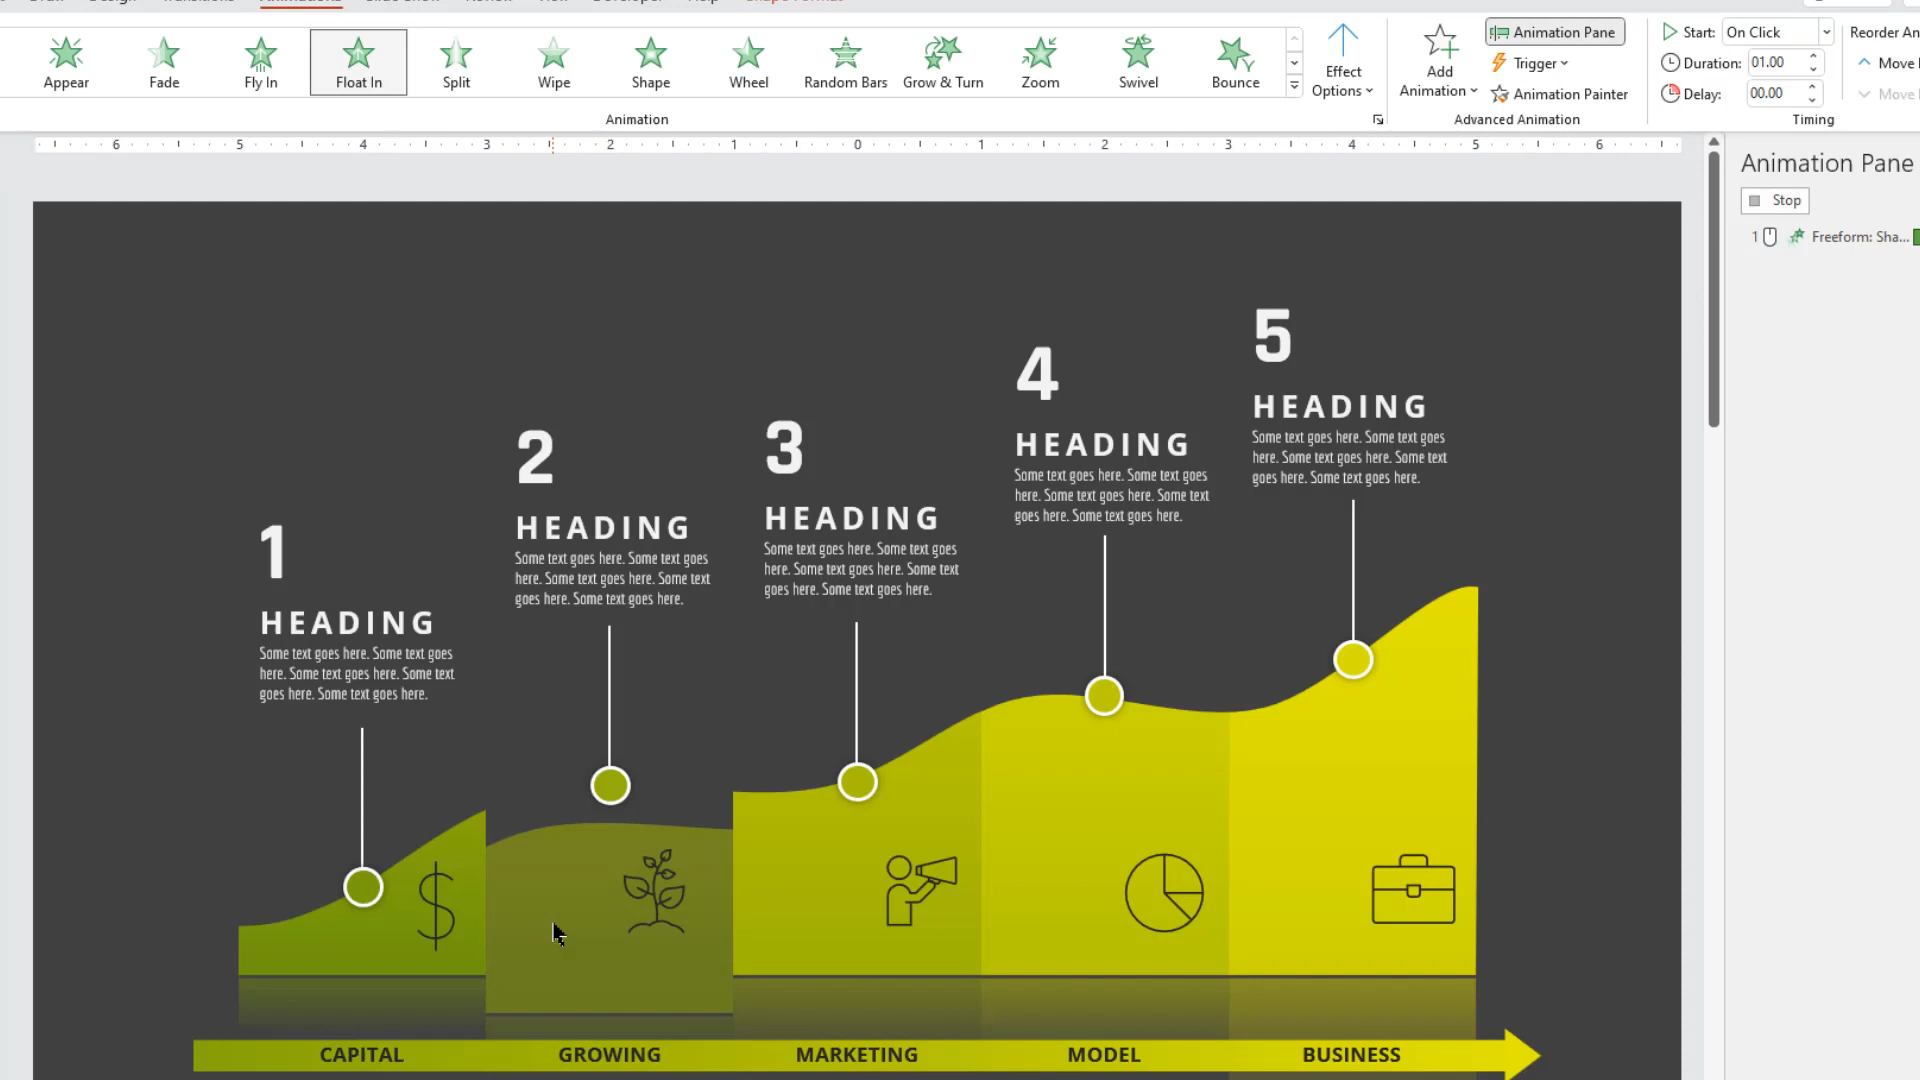 Appear
Fade
Fly In
Float In
Split
Wipe
Shape
Wheel
Random Bars
Grow & Turn
Zoom
Swivel
Bounce
Effect
Options
Add
Animation
Animation Pane
Trigger
Animation Painter
Start: On Click
Duration: 01.00
Delay: 00.00
Reorder An
Move
Move
Animation
Advanced Animation
Timing
6 5 4 3 2 1 0 1 2 3 4 5 6
Animation Pane
Stop
1 Freeform: Sha...
1
HEADING
Some text goes here. Some text goes
here. Some text goes here. Some text
goes here. Some text goes here.
2
HEADING
Some text goes here. Some text goes
here. Some text goes here. Some text
goes here. Some text goes here.
3
HEADING
Some text goes here. Some text goes
here. Some text goes here. Some text
goes here. Some text goes here.
4
HEADING
Some text goes here. Some text goes
here. Some text goes here. Some text
goes here. Some text goes here.
5
HEADING
Some text goes here. Some text goes
here. Some text goes here. Some text
goes here. Some text goes here.
$
CAPITAL
GROWING
MARKETING
MODEL
BUSINESS